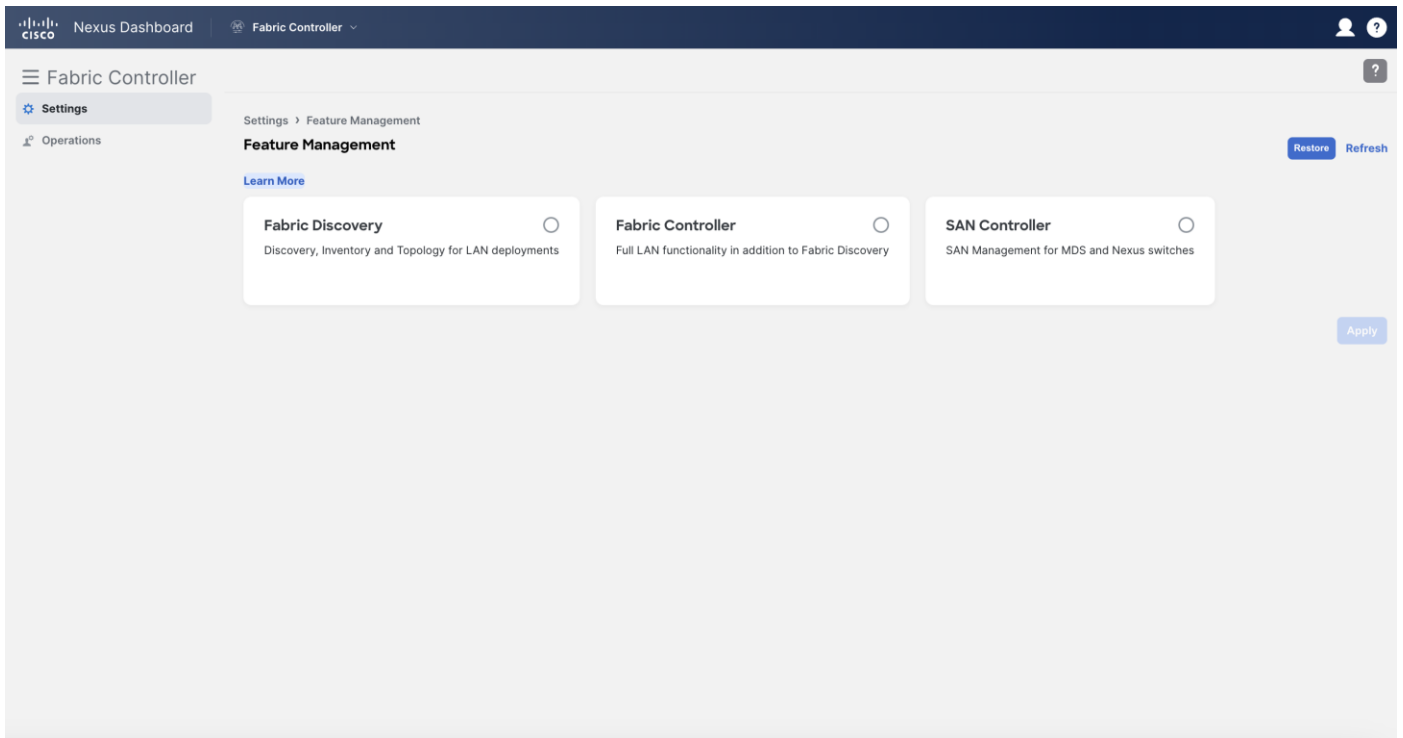 CISCO Nexus Dashboard Fabric Controller ?
Fabric Controller ?
Settings
Operations
Settings › Feature Management
Feature Management
Restore Refresh
Learn More
Fabric Discovery Fabric Controller SAN Controller
Discovery, Inventory and Topology for LAN deployments Full LAN functionality in addition to Fabric Discovery SAN Management for MDS and Nexus switches
Apply